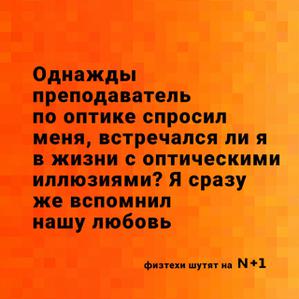 Однажды
преподаватель
по оптике спросил
меня, встречался ли я
в жизни с оптическими
иллюзиями? Я сразу
же вспомнил
нашу любовь
физтехи шутят на N+1